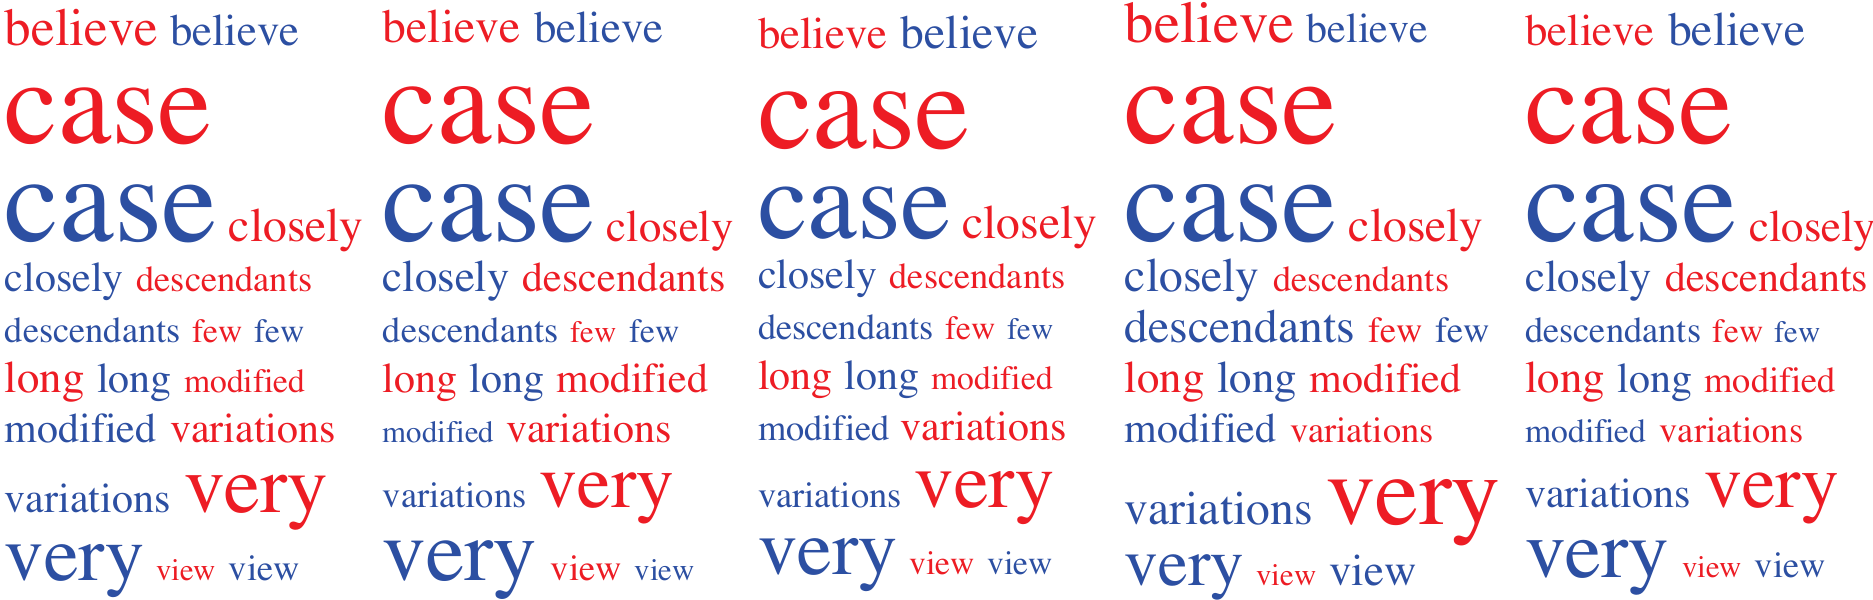 believe believe
case
case closely
closely descendants
descendants few few
long long modified
modified variations
variations very
very view view
believe believe
case
case closely
closely descendants
descendants few few
long long modified
modified variations
variations very
very view view
believe believe
case
case closely
closely descendants
descendants few few
long long modified
modified variations
variations very
very view view
believe believe
case
case closely
closely descendants
descendants few few
long long modified
modified variations
variations very
very view view
believe believe
case
case closely
closely descendants
descendants few few
long long modified
modified variations
variations very
very view view